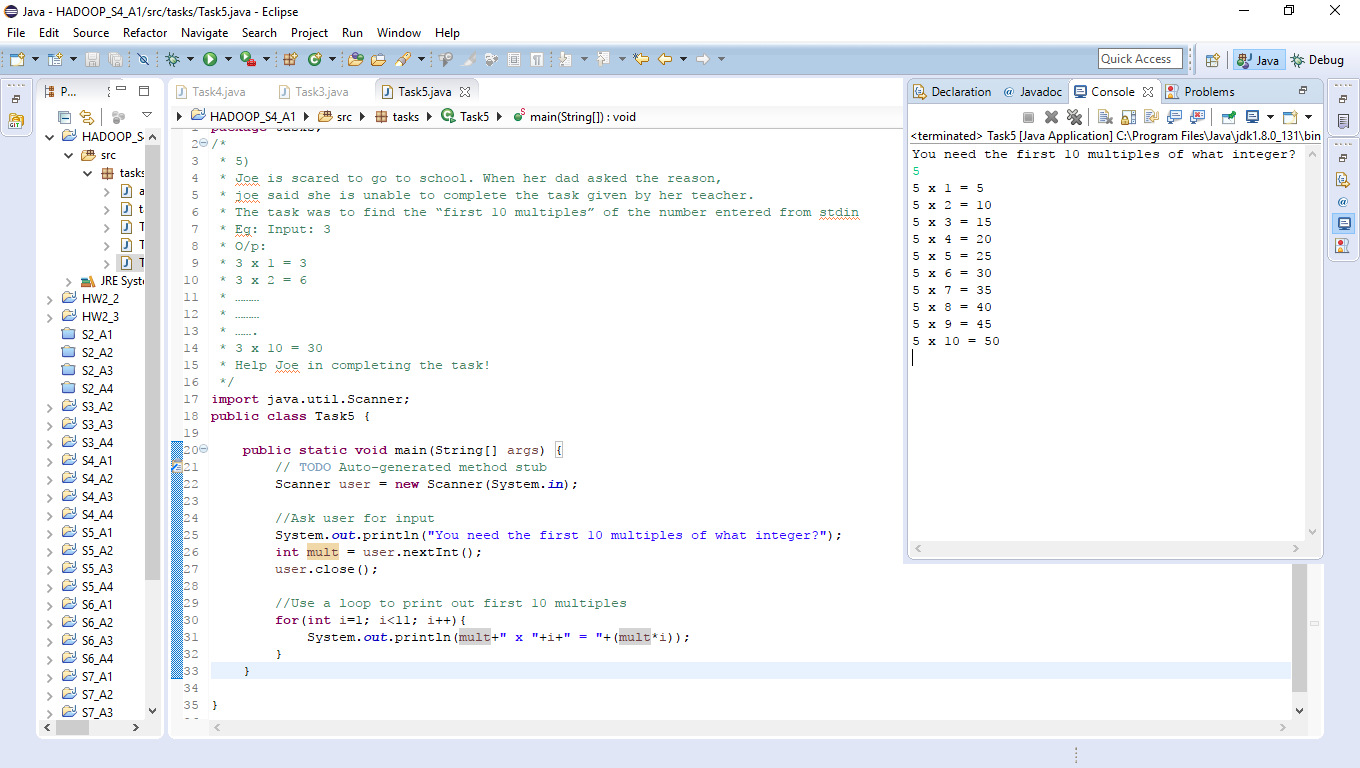 Java - HADOOP_S4_A1/src/tasks/Task5.java - Eclipse
File Edit Source Refactor Navigate Search Project Run Window Help
Quick Access Java Debug
P...
HADOOP_S
src
tasks
JRE Syst
HW2_2
HW2_3
S2_A1
S2_A2
S2_A3
S2_A4
S3_A2
S3_A3
S3_A4
S4_A1
S4_A2
S4_A3
S4_A4
S5_A1
S5_A2
S5_A3
S5_A4
S6_A1
S6_A2
S6_A3
S6_A4
S7_A1
S7_A2
S7_A3
Task4.java Task3.java Task5.java
HADOOP_S4_A1 src tasks Task5 main(String[]) : void
2 /*
3 * 5)
4 * Joe is scared to go to school. When her dad asked the reason,
5 * joe said she is unable to complete the task given by her teacher.
6 * The task was to find the “first 10 multiples” of the number entered from stdin
7 * Eg: Input: 3
8 * O/p:
9 * 3 x 1 = 3
10 * 3 x 2 = 6
11 * ………
12 * ………
13 * …….
14 * 3 x 10 = 30
15 * Help Joe in completing the task!
16 */
17 import java.util.Scanner;
18 public class Task5 {
19
20 public static void main(String[] args) {
21 // TODO Auto-generated method stub
22 Scanner user = new Scanner(System.in);
23
24 //Ask user for input
25 System.out.println("You need the first 10 multiples of what integer?");
26 int mult = user.nextInt();
27 user.close();
28
29 //Use a loop to print out first 10 multiples
30 for(int i=1; i<11; i++){
31 System.out.println(mult+" x "+i+" = "+(mult*i));
32 }
33 }
34
35 }
Declaration Javadoc Console Problems
<terminated> Task5 [Java Application] C:\Program Files\Java\jdk1.8.0_131\bin
You need the first 10 multiples of what integer?
5
5 x 1 = 5
5 x 2 = 10
5 x 3 = 15
5 x 4 = 20
5 x 5 = 25
5 x 6 = 30
5 x 7 = 35
5 x 8 = 40
5 x 9 = 45
5 x 10 = 50